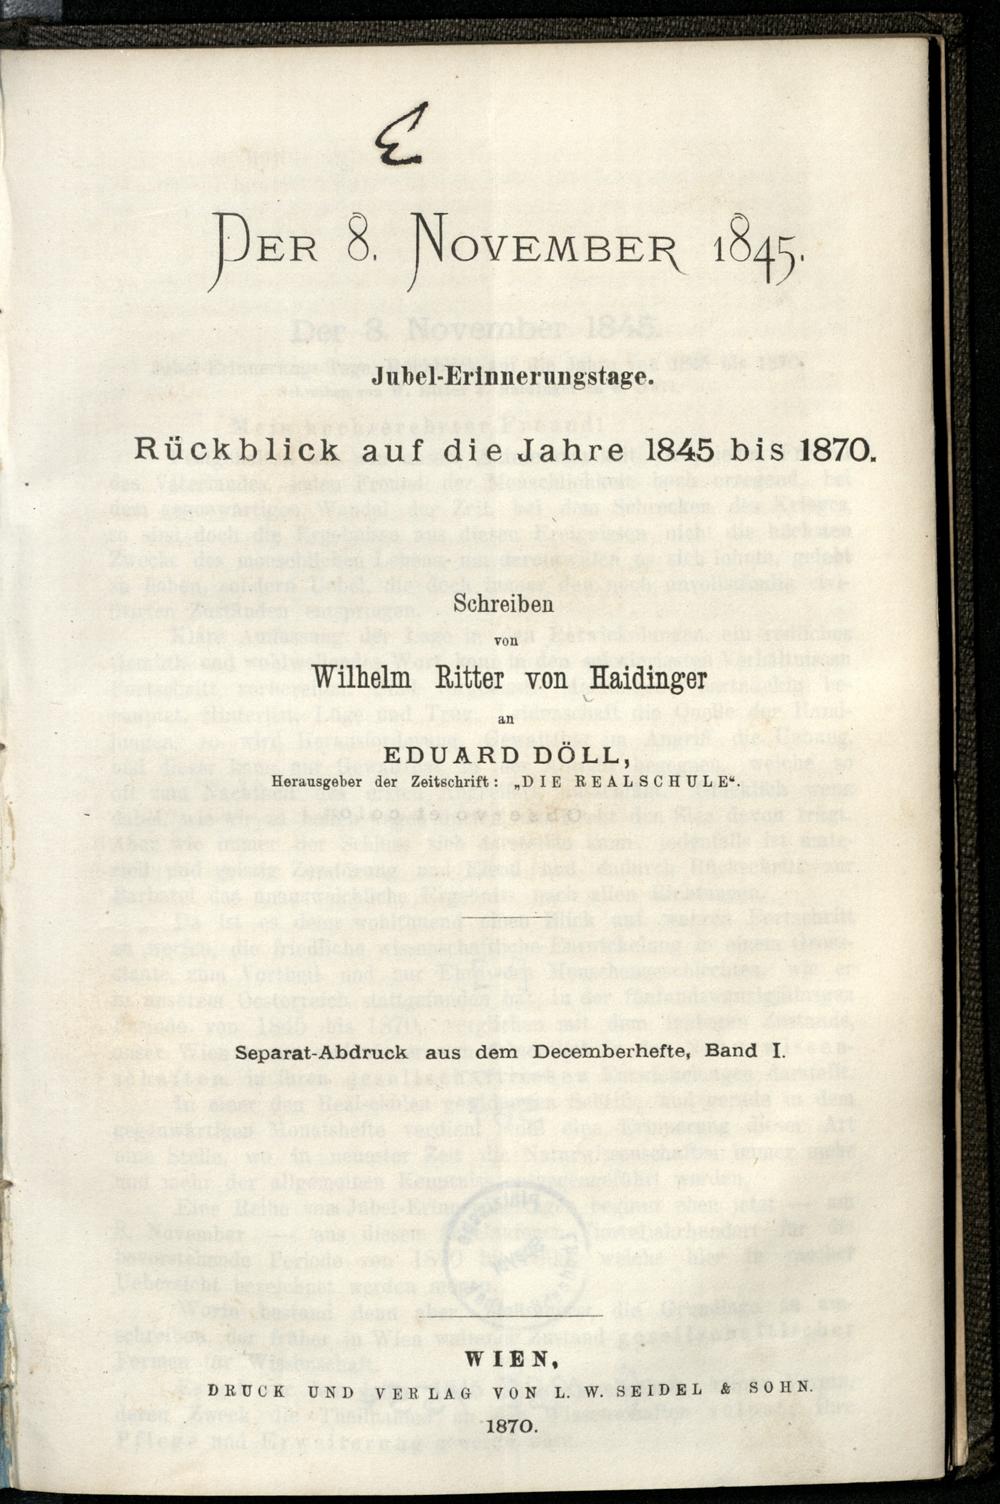 E
DER 8. NOVEMBER 1845.
Jubel-Erinnerungstage.
Rückblick auf die Jahre 1845 bis 1870.
Schreiben
von
Wilhelm Ritter von Haidinger
an
EDUARD DÖLL,
Herausgeber der Zeitschrift: „DIE REALSCHULE“.
Separat-Abdruck aus dem Decemberhefte, Band I.
WIEN,
DRUCK UND VERLAG VON L. W. SEIDEL & SOHN.
1870.